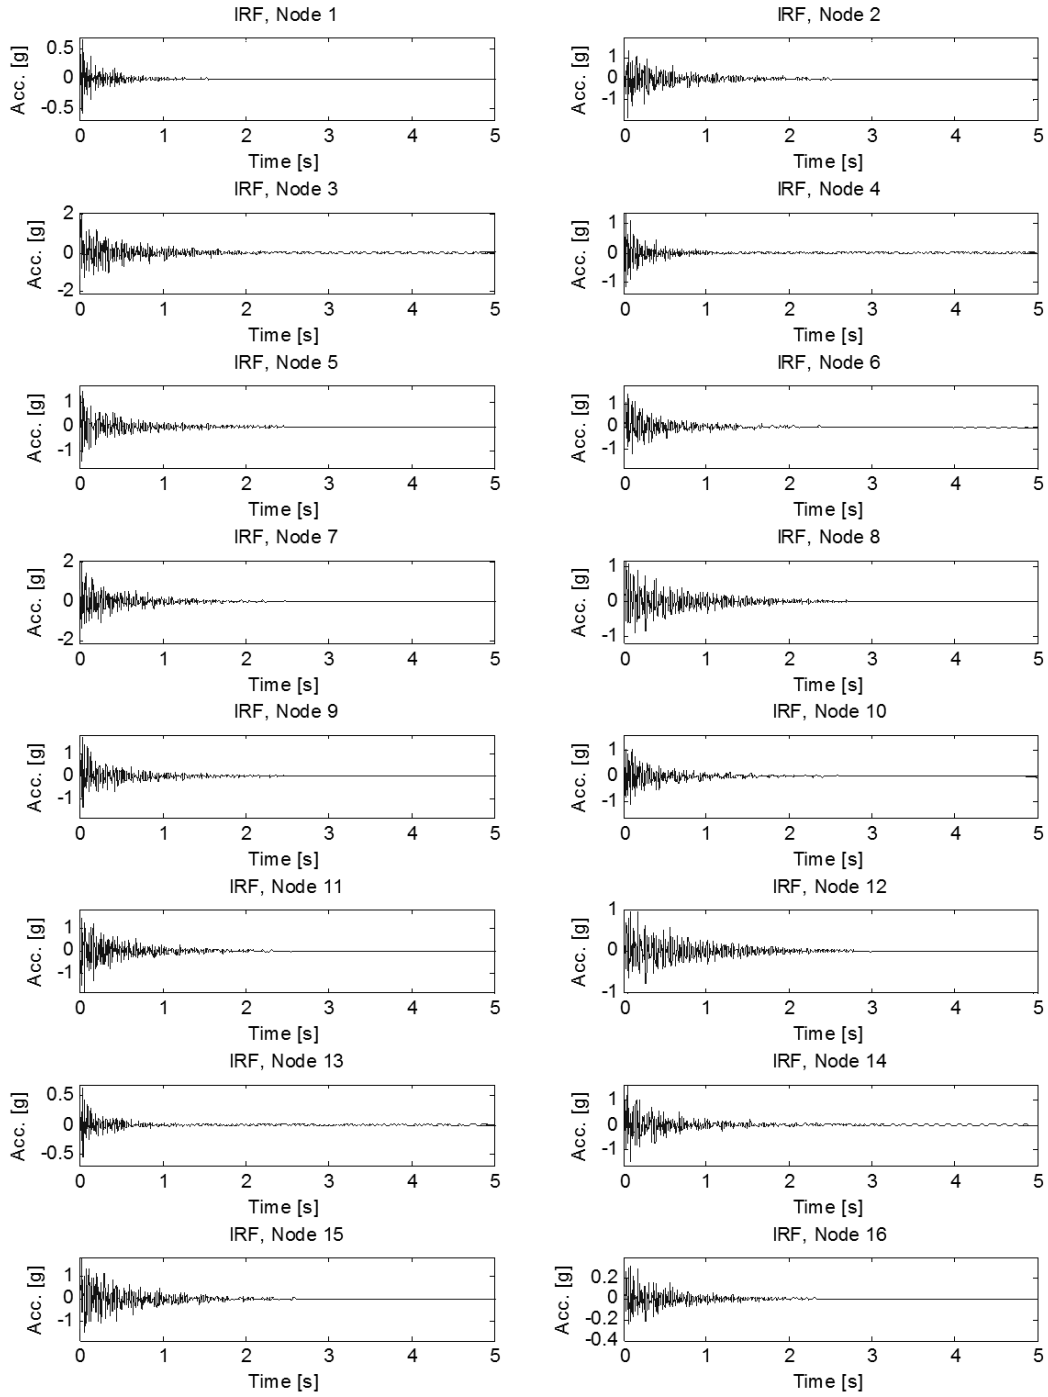 IRF, Node 1
Acc. [g]
0.5
0
-0.5
0 1 2 3 4 5
Time [s]
IRF, Node 2
Acc. [g]
1
0
-1
0 1 2 3 4 5
Time [s]
IRF, Node 3
Acc. [g]
2
0
-2
0 1 2 3 4 5
Time [s]
IRF, Node 4
Acc. [g]
1
0
-1
0 1 2 3 4 5
Time [s]
IRF, Node 5
Acc. [g]
1
0
-1
0 1 2 3 4 5
Time [s]
IRF, Node 6
Acc. [g]
1
0
-1
0 1 2 3 4 5
Time [s]
IRF, Node 7
Acc. [g]
2
0
-2
0 1 2 3 4 5
Time [s]
IRF, Node 8
Acc. [g]
1
0
-1
0 1 2 3 4 5
Time [s]
IRF, Node 9
Acc. [g]
1
0
-1
0 1 2 3 4 5
Time [s]
IRF, Node 10
Acc. [g]
1
0
-1
0 1 2 3 4 5
Time [s]
IRF, Node 11
Acc. [g]
1
0
-1
0 1 2 3 4 5
Time [s]
IRF, Node 12
Acc. [g]
1
0
-1
0 1 2 3 4 5
Time [s]
IRF, Node 13
Acc. [g]
0.5
0
-0.5
0 1 2 3 4 5
Time [s]
IRF, Node 14
Acc. [g]
1
0
-1
0 1 2 3 4 5
Time [s]
IRF, Node 15
Acc. [g]
1
0
-1
0 1 2 3 4 5
Time [s]
IRF, Node 16
Acc. [g]
0.2
0
-0.2
-0.4
0 1 2 3 4 5
Time [s]